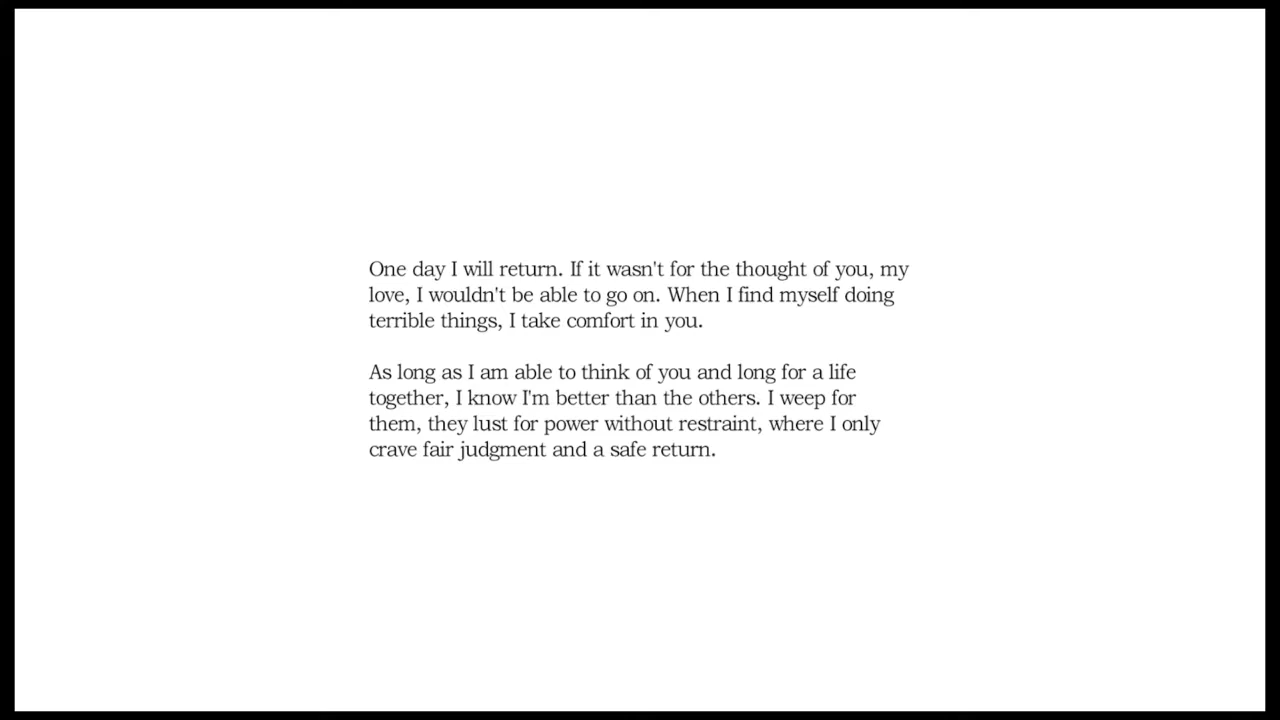 One day I will return. If it wasn't for the thought of you, my
love, I wouldn't be able to go on. When I find myself doing
terrible things, I take comfort in you.
As long as I am able to think of you and long for a life
together, I know I'm better than the others. I weep for
them, they lust for power without restraint, where I only
crave fair judgment and a safe return.